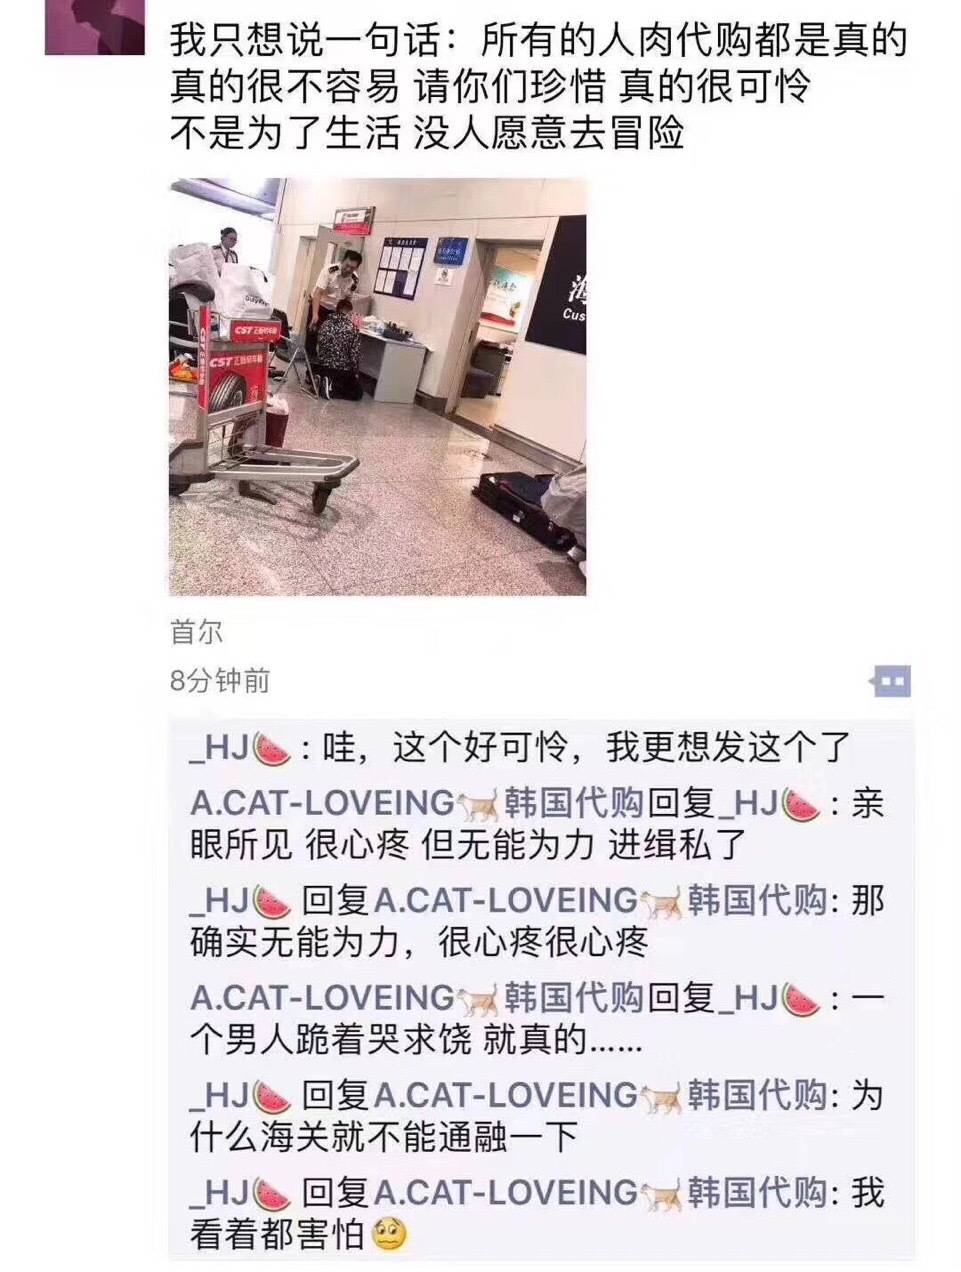 我只想说一句话：所有的人肉代购都是真的
真的很不容易 请你们珍惜 真的很可怜
不是为了生活 没人愿意去冒险
海
Cus
CST
CST
首尔
8分钟前
_HJ🍉：哇，这个好可怜，我更想发这个了
A.CAT-LOVEING🐈韩国代购回复_HJ🍉：亲
眼所见 很心疼 但无能为力 进缉私了
_HJ🍉 回复A.CAT-LOVEING🐈韩国代购: 那
确实无能为力，很心疼很心疼
A.CAT-LOVEING🐈韩国代购回复_HJ🍉：一
个男人跪着哭求饶 就真的......
_HJ🍉 回复A.CAT-LOVEING🐈韩国代购: 为
什么海关就不能通融一下
_HJ🍉 回复A.CAT-LOVEING🐈韩国代购: 我
看着都害怕😟